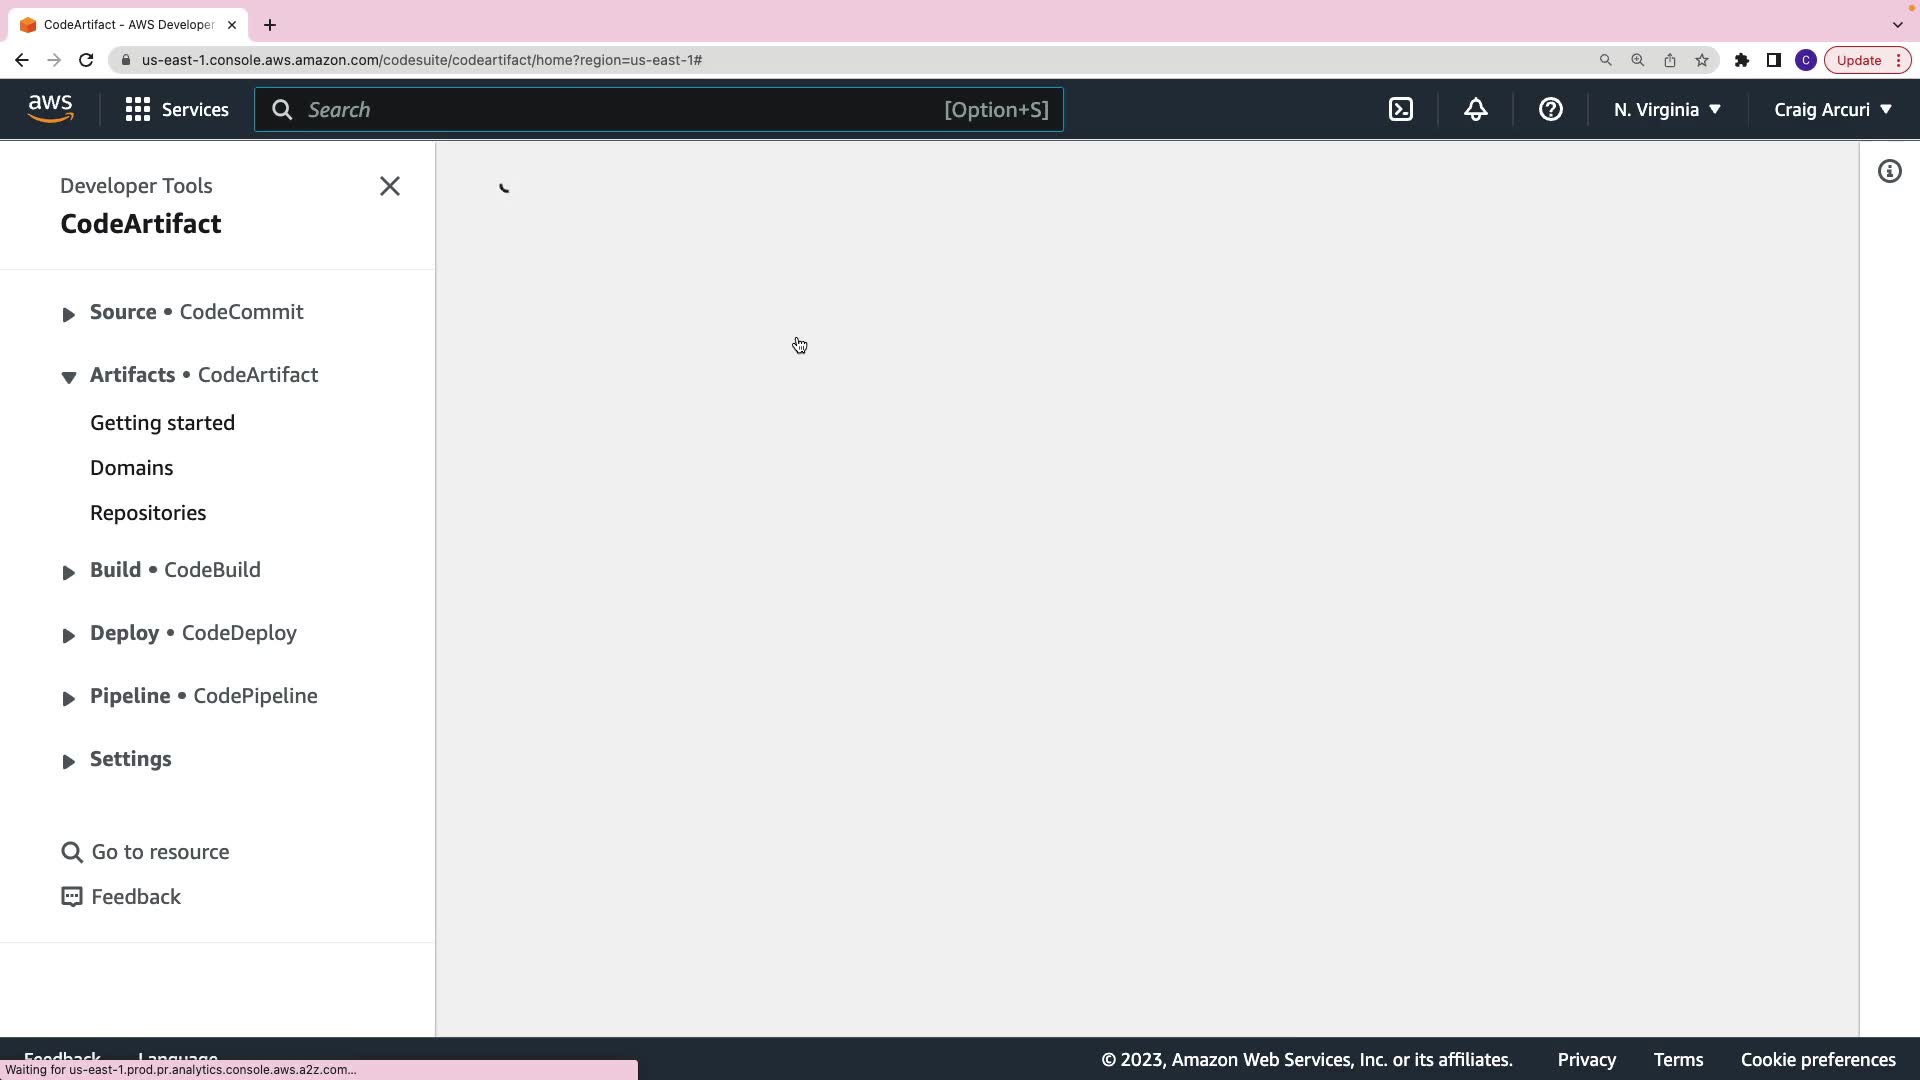 CodeArtifact - AWS Developer
us-east-1.console.aws.amazon.com/codesuite/codeartifact/home?region=us-east-1#
C
Update
aws
Services
Search
[Option+S]
N. Virginia
Craig Arcuri
Developer Tools
CodeArtifact
Source • CodeCommit
Artifacts • CodeArtifact
Getting started
Domains
Repositories
Build • CodeBuild
Deploy • CodeDeploy
Pipeline • CodePipeline
Settings
Go to resource
Feedback
Feedback
Language
© 2023, Amazon Web Services, Inc. or its affiliates.
Privacy
Terms
Cookie preferences
Waiting for us-east-1.prod.pr.analytics.console.aws.a2z.com...